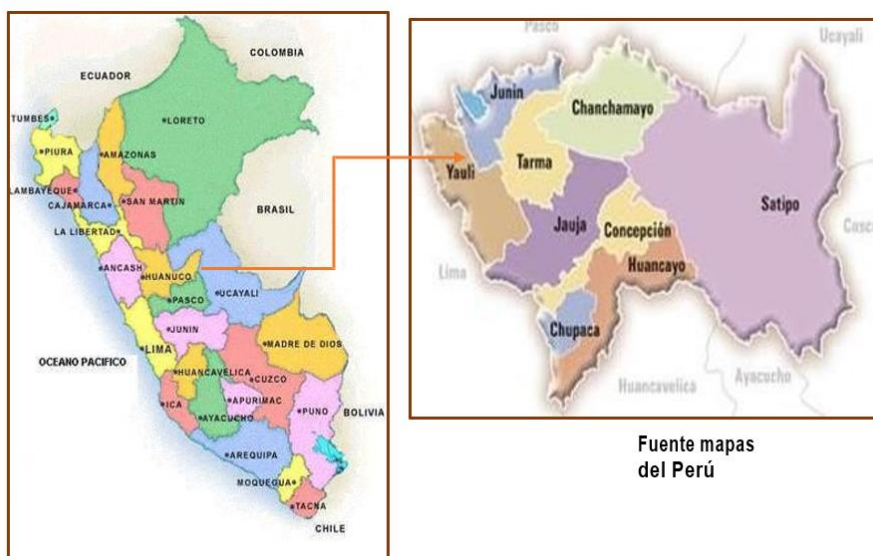 COLOMBIA
ECUADOR
TUMBES
LORETO
PIURA
AMAZONAS
LAMBAYEQUE
SAN MARTIN
CAJAMARCA
BRASIL
LA LIBERTAD
ANCASH
HUANUCO
UCAYALI
PASCO
JUNIN
LIMA
MADRE DE DIOS
OCEANO PACIFICO
HUANCAVELICA
CUZCO
ICA
APURIMAC
PUNO
AYACUCHO
BOLIVIA
AREQUIPA
MOQUEGUA
TACNA
CHILE
Pasco
Ucayali
Junín
Chanchamayo
Tarma
Yauli
Satipo
Jauja
Concepción
Lima
Huancayo
Chupaca
Ayacucho
Huancavelica
Fuente mapas
del Perú